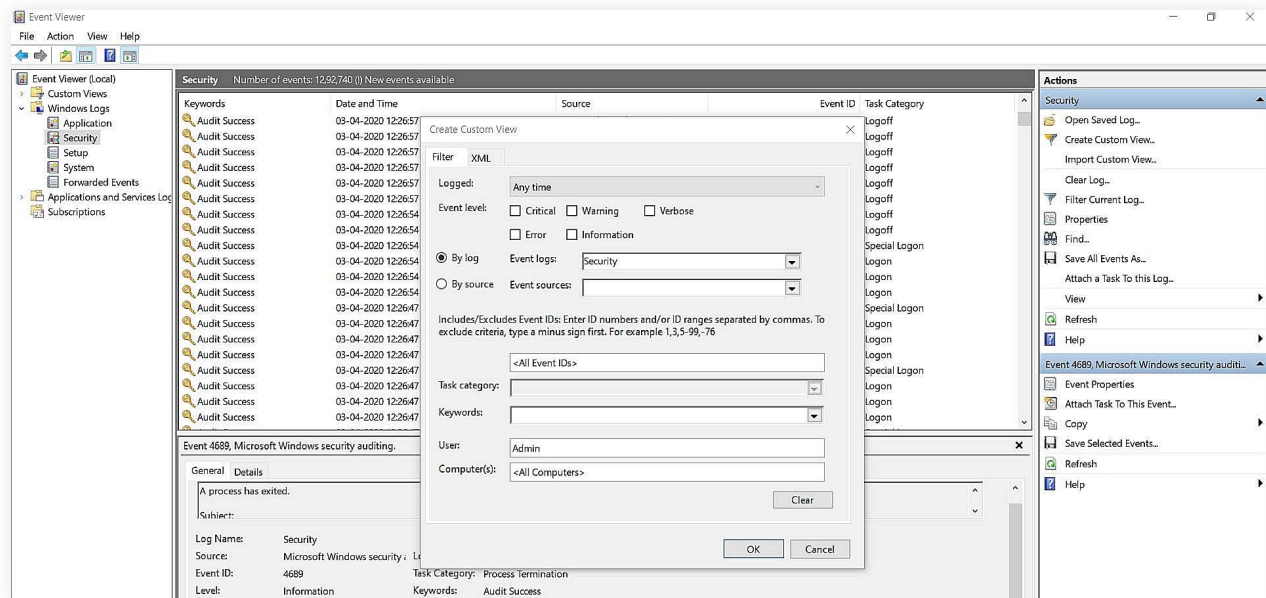 Event Viewer
File Action View Help
Event Viewer (Local)
Custom Views
Windows Logs
Application
Security
Setup
System
Forwarded Events
Applications and Services Log
Subscriptions
Security Number of events: 12,92,740 (!) New events available
Keywords Date and Time Source Event ID Task Category
Audit Success 03-04-2020 12:26:57 Logoff
Audit Success 03-04-2020 12:26:57 Logoff
Audit Success 03-04-2020 12:26:57 Logoff
Audit Success 03-04-2020 12:26:57 Logoff
Audit Success 03-04-2020 12:26:57 Logoff
Audit Success 03-04-2020 12:26:57 Logoff
Audit Success 03-04-2020 12:26:54 Logoff
Audit Success 03-04-2020 12:26:54 Logoff
Audit Success 03-04-2020 12:26:54 Special Logon
Audit Success 03-04-2020 12:26:54 Logon
Audit Success 03-04-2020 12:26:54 Logon
Audit Success 03-04-2020 12:26:54 Logon
Audit Success 03-04-2020 12:26:47 Special Logon
Audit Success 03-04-2020 12:26:47 Logon
Audit Success 03-04-2020 12:26:47 Logon
Audit Success 03-04-2020 12:26:47 Logon
Audit Success 03-04-2020 12:26:47 Special Logon
Audit Success 03-04-2020 12:26:47 Logon
Audit Success 03-04-2020 12:26:47 Logon
Audit Success 03-04-2020 12:26:47 Logon
Create Custom View
Filter XML
Logged: Any time
Event level: Critical Warning Verbose
Error Information
By log Event logs: Security
By source Event sources:
Includes/Excludes Event IDs: Enter ID numbers and/or ID ranges separated by commas. To
exclude criteria, type a minus sign first. For example 1,3,5-99,-76
<All Event IDs>
Task category:
Keywords:
User: Admin
Computer(s): <All Computers>
Clear
OK Cancel
Event 4689, Microsoft Windows security auditing.
General Details
A process has exited.
Subject:
Log Name: Security
Source: Microsoft Windows security
Event ID: 4689 Task Category: Process Termination
Level: Information Keywords: Audit Success
Actions
Security
Open Saved Log...
Create Custom View...
Import Custom View...
Clear Log...
Filter Current Log...
Properties
Find...
Save All Events As...
Attach a Task To this Log...
View
Refresh
Help
Event 4689, Microsoft Windows security auditi...
Event Properties
Attach Task To This Event...
Copy
Save Selected Events...
Refresh
Help